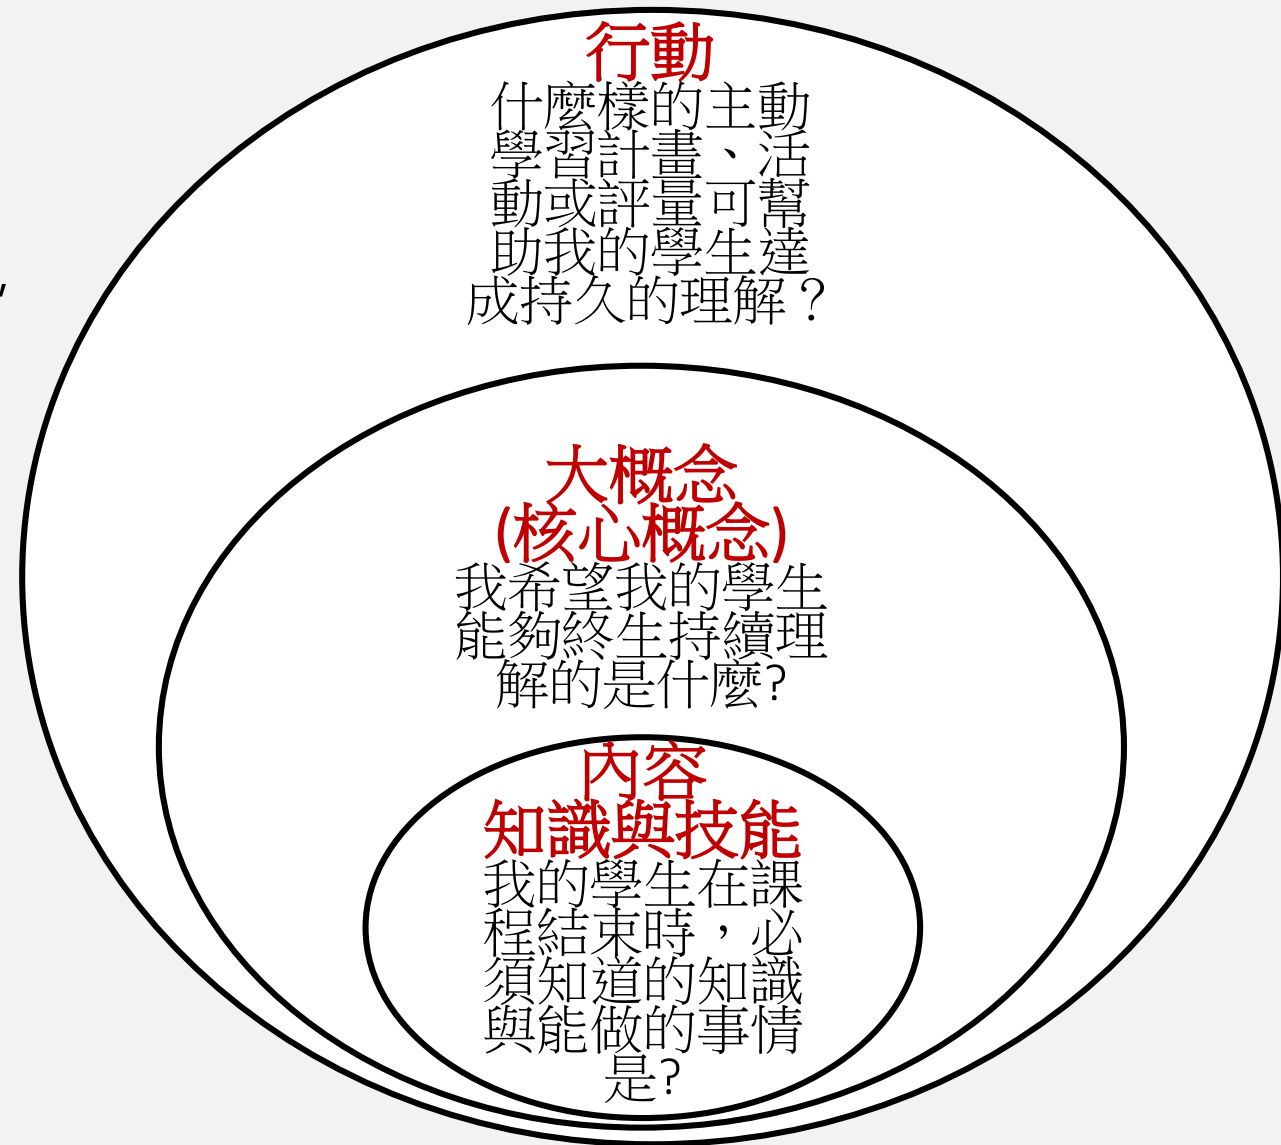 行動
什麼樣的主動
學習計畫、活
動或評量可幫
助我的學生達
成持久的理解？
大概念
(核心概念)
我希望我的學生
能夠終生持續理
解的是什麼?
內容
知識與技能
我的學生在課
程結束時，必
須知道的知識
與能做的事情
是?